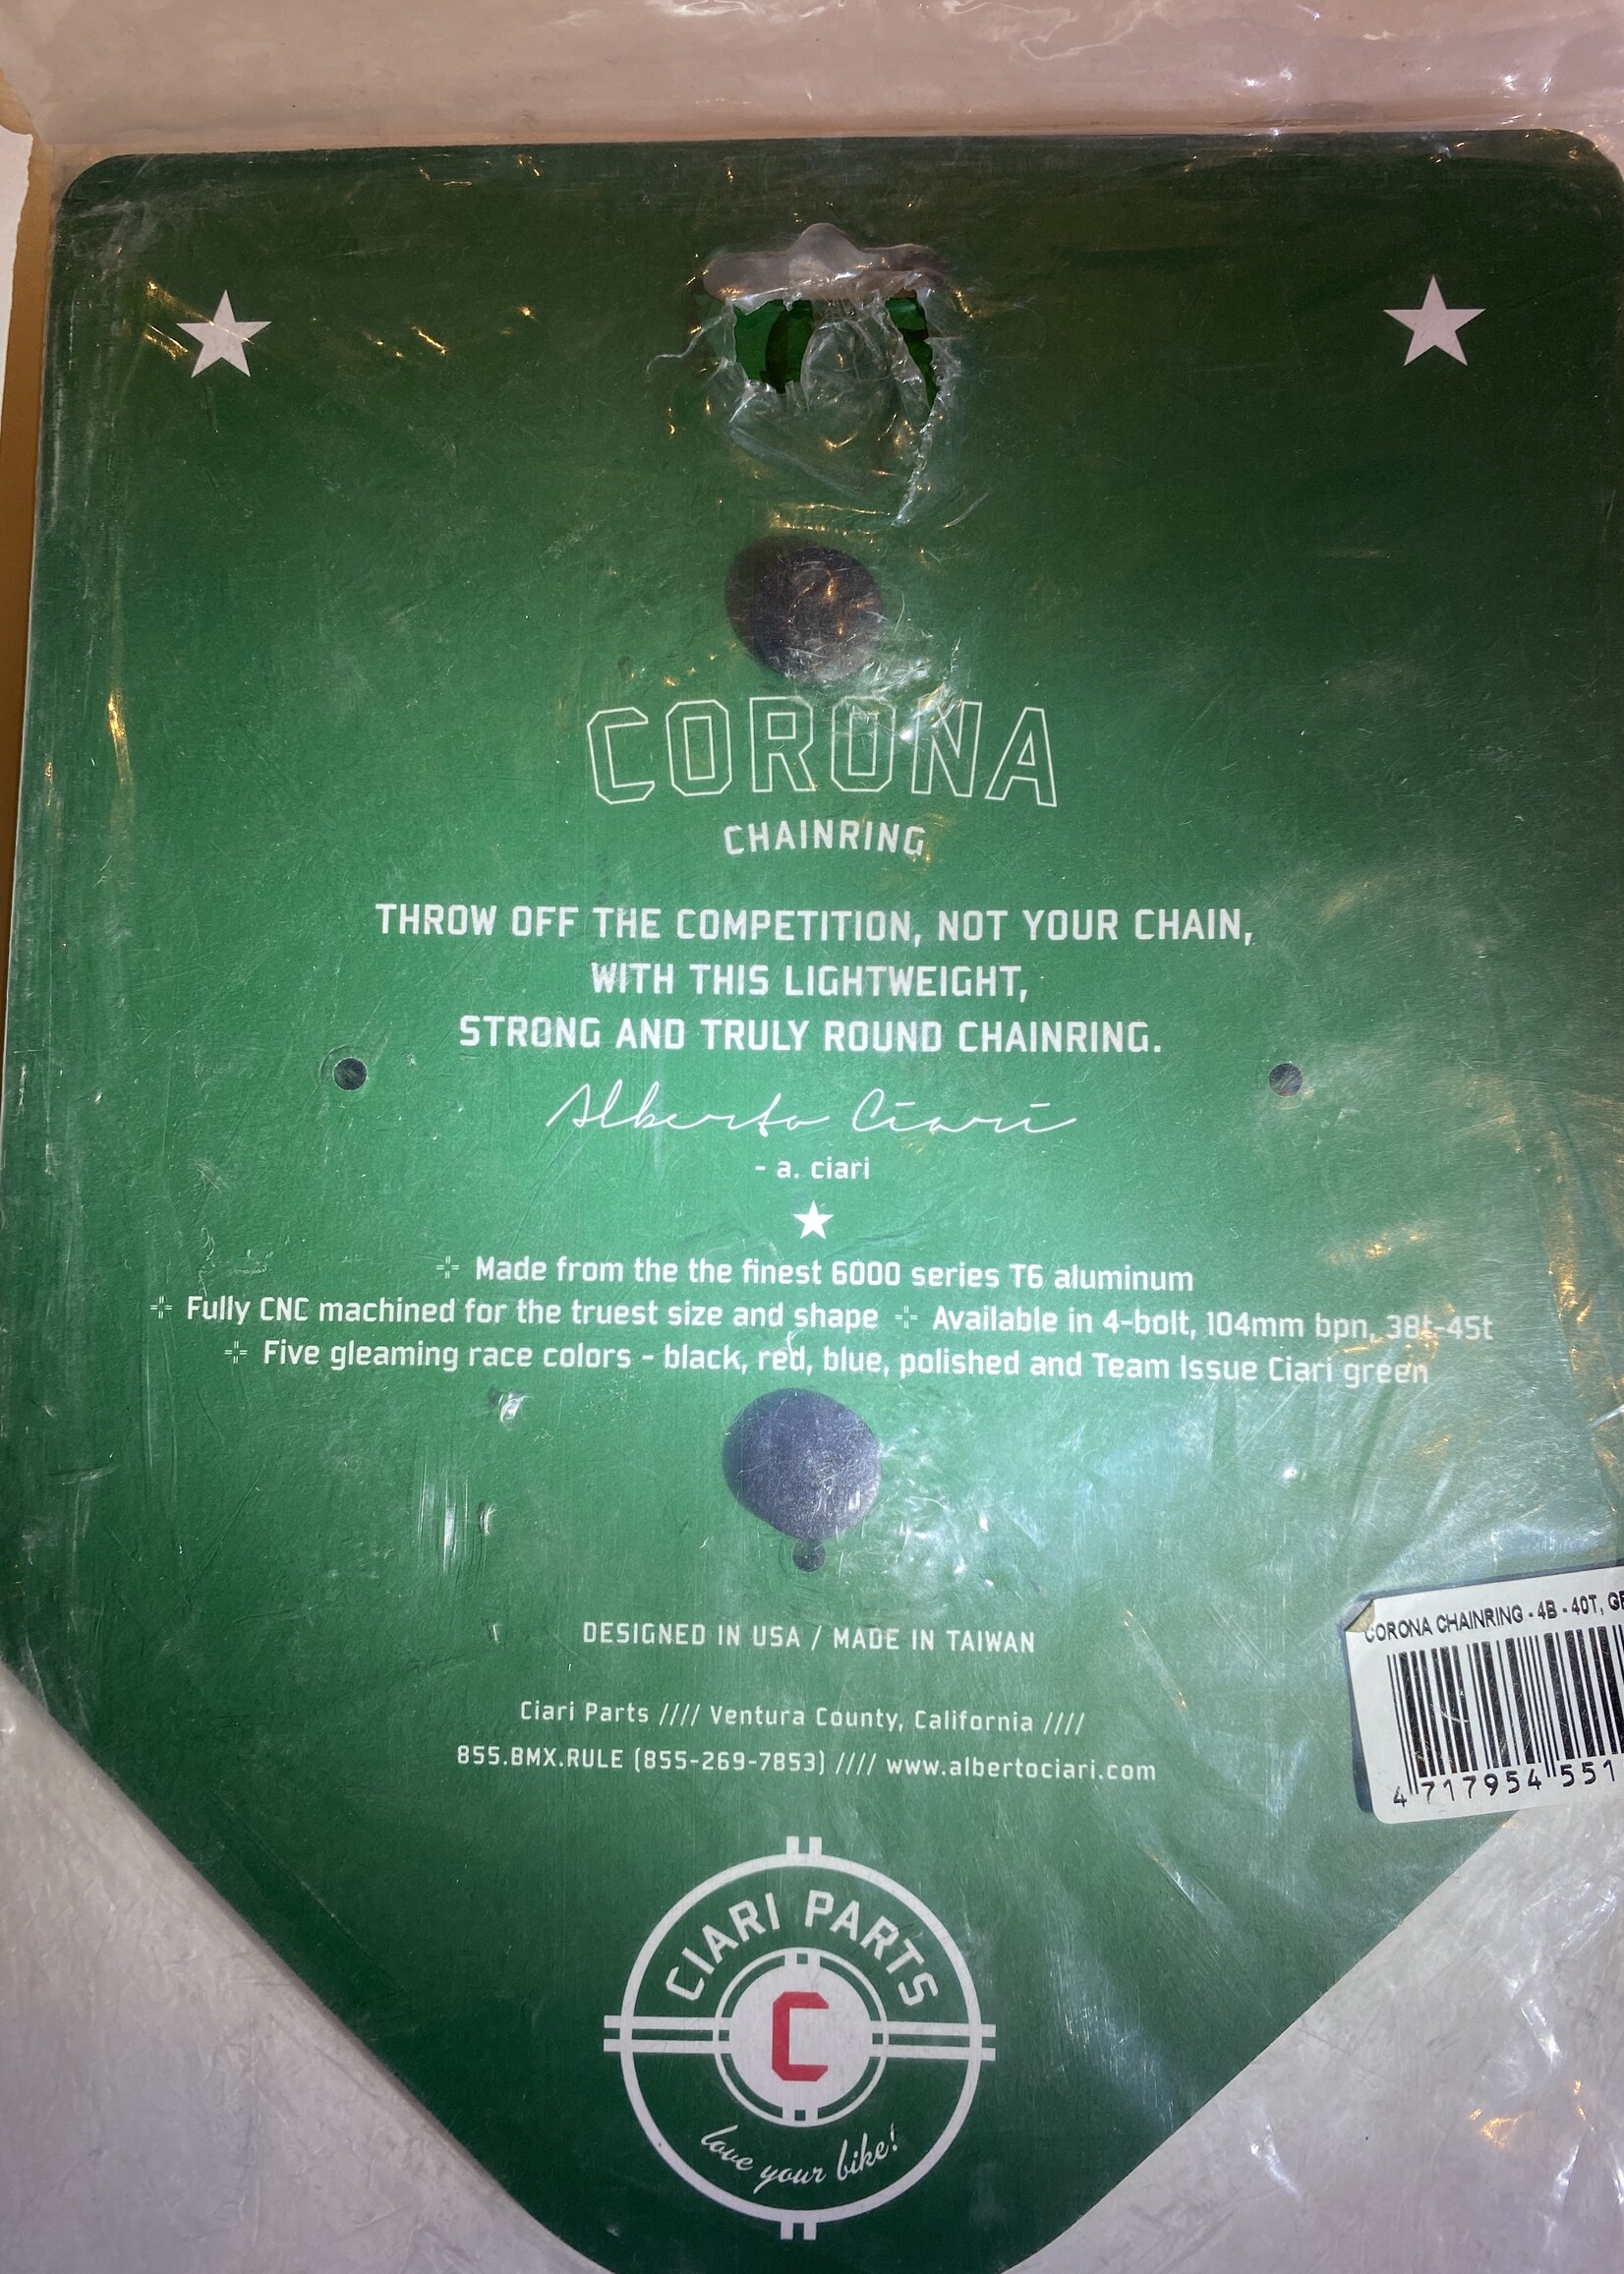 CORONA
CHAINRING
THROW OFF THE COMPETITION, NOT YOUR CHAIN,
WITH THIS LIGHTWEIGHT,
STRONG AND TRULY ROUND CHAINRING.
Alberto Ciari
- a. ciari
Made from the the finest 6000 series T6 aluminum
Fully CNC machined for the truest size and shape Available in 4-bolt, 104mm bpn, 38t-45t
Five gleaming race colors - black, red, blue, polished and Team Issue Ciari green
DESIGNED IN USA / MADE IN TAIWAN
CORONA CHAINRING - 4B - 40T,
4 717954 551
Ciari Parts //// Ventura County, California ////
855.BMX.RULE (855-269-7853) //// www.albertociari.com
CIARI PARTS
C
love your bike!